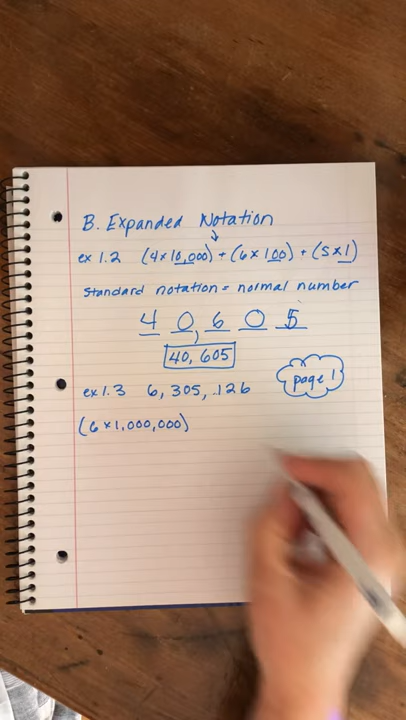 B. Expanded Notation
ex 1.2 (4×10,000) + (6×100) + (5×1)
standard notation = normal number
4 0, 6 0 5
40,605
page 1
ex 1.3 6, 305, 126
(6×1,000,000)